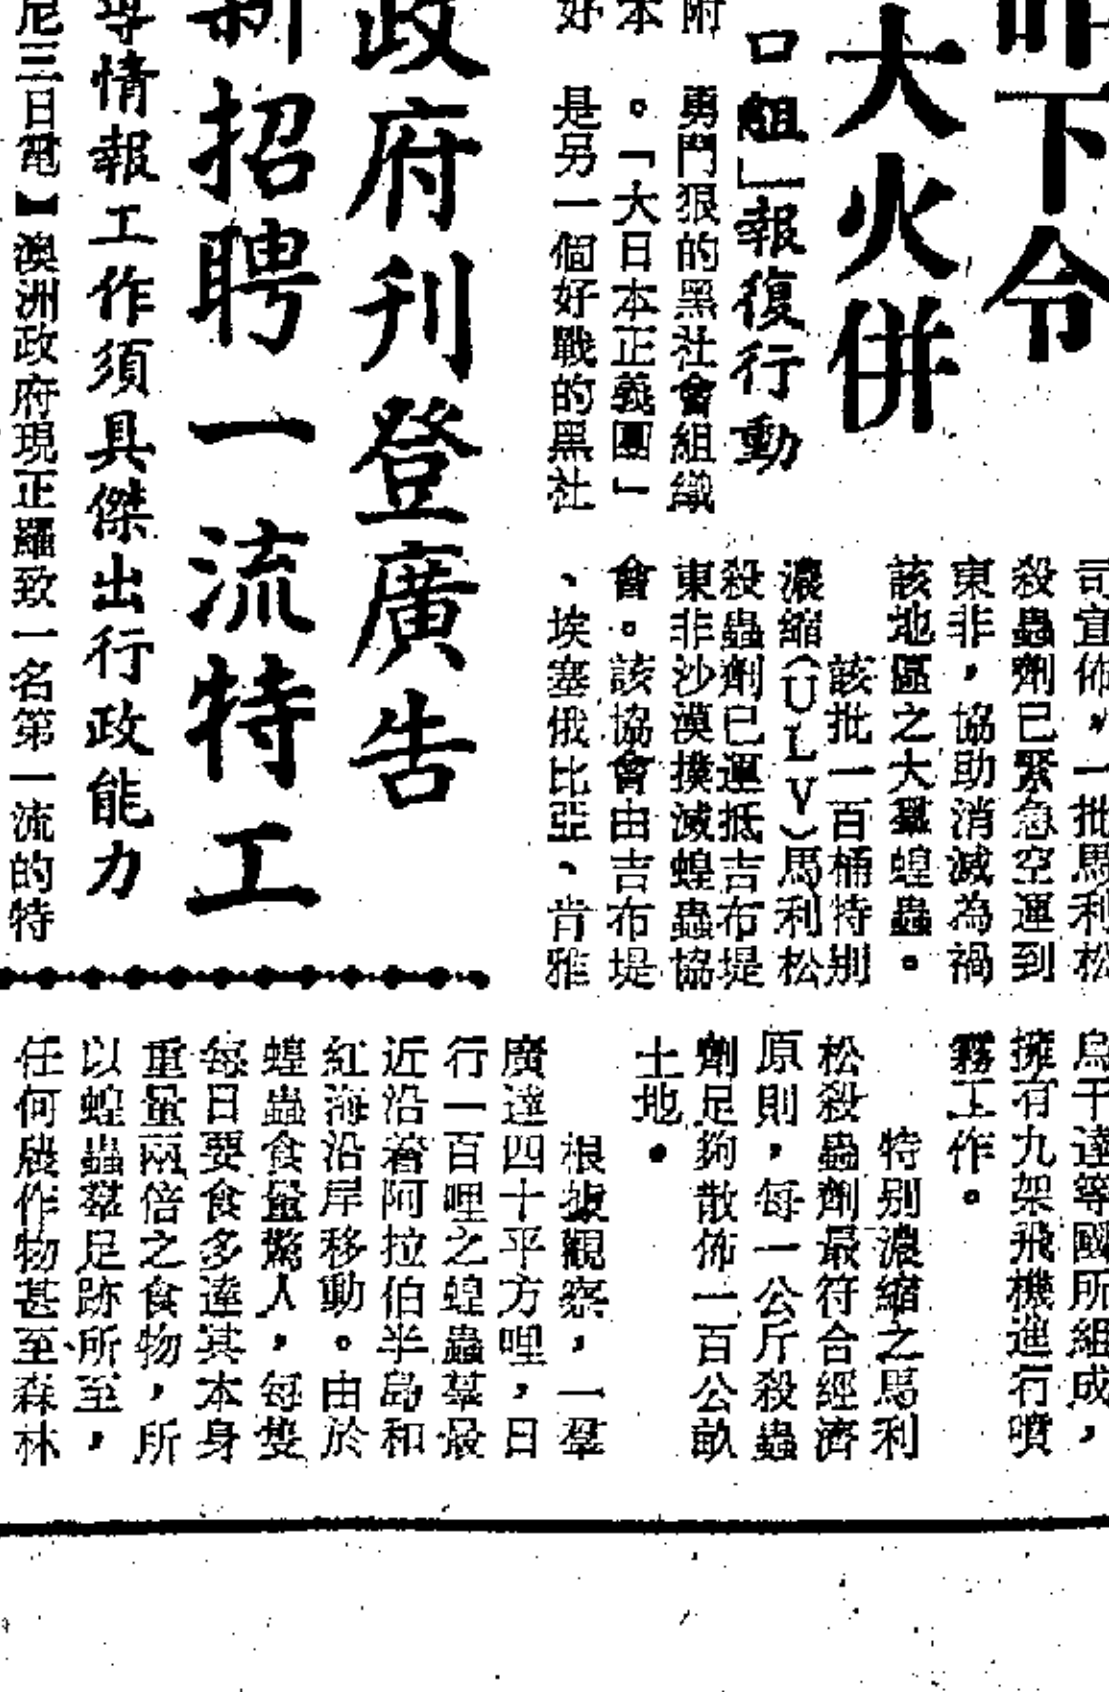 昨下令
大火併
口組」報復行動
附
勇鬥狠的黑社會組織
本
。「大日本正義團」
好
是另一個好戰的黑社
司宣佈，一批馬利松
殺蟲劑已緊急空運到
東非，協助消滅為禍
該地區之大羣蝗蟲。
該批一百桶特別
濃縮（ULV）馬利松
殺蟲劑已運抵吉布堤
東非沙漠撲滅蝗蟲協
會。該協會由吉布堤
、埃塞俄比亞、肯雅
烏干達等國所組成，
擁有九架飛機進行噴
霧工作。
特別濃縮之馬利
松殺蟲劑最符合經濟
原則，每一公斤殺蟲
劑足夠散佈一百公畝
土地。
根據觀察，一羣
廣達四十平方哩，日
行一百哩之蝗蟲羣最
近沿着阿拉伯半島和
紅海沿岸移動。由於
蝗蟲食量驚人，每隻
每日要食多達其本身
重量兩倍之食物，所
以蝗蟲羣足跡所至，
任何農作物甚至森林
政府刊登廣告
新招聘一流特工
導情報工作須具傑出行政能力
尼三日電】澳洲政府現正羅致一名第一流的特